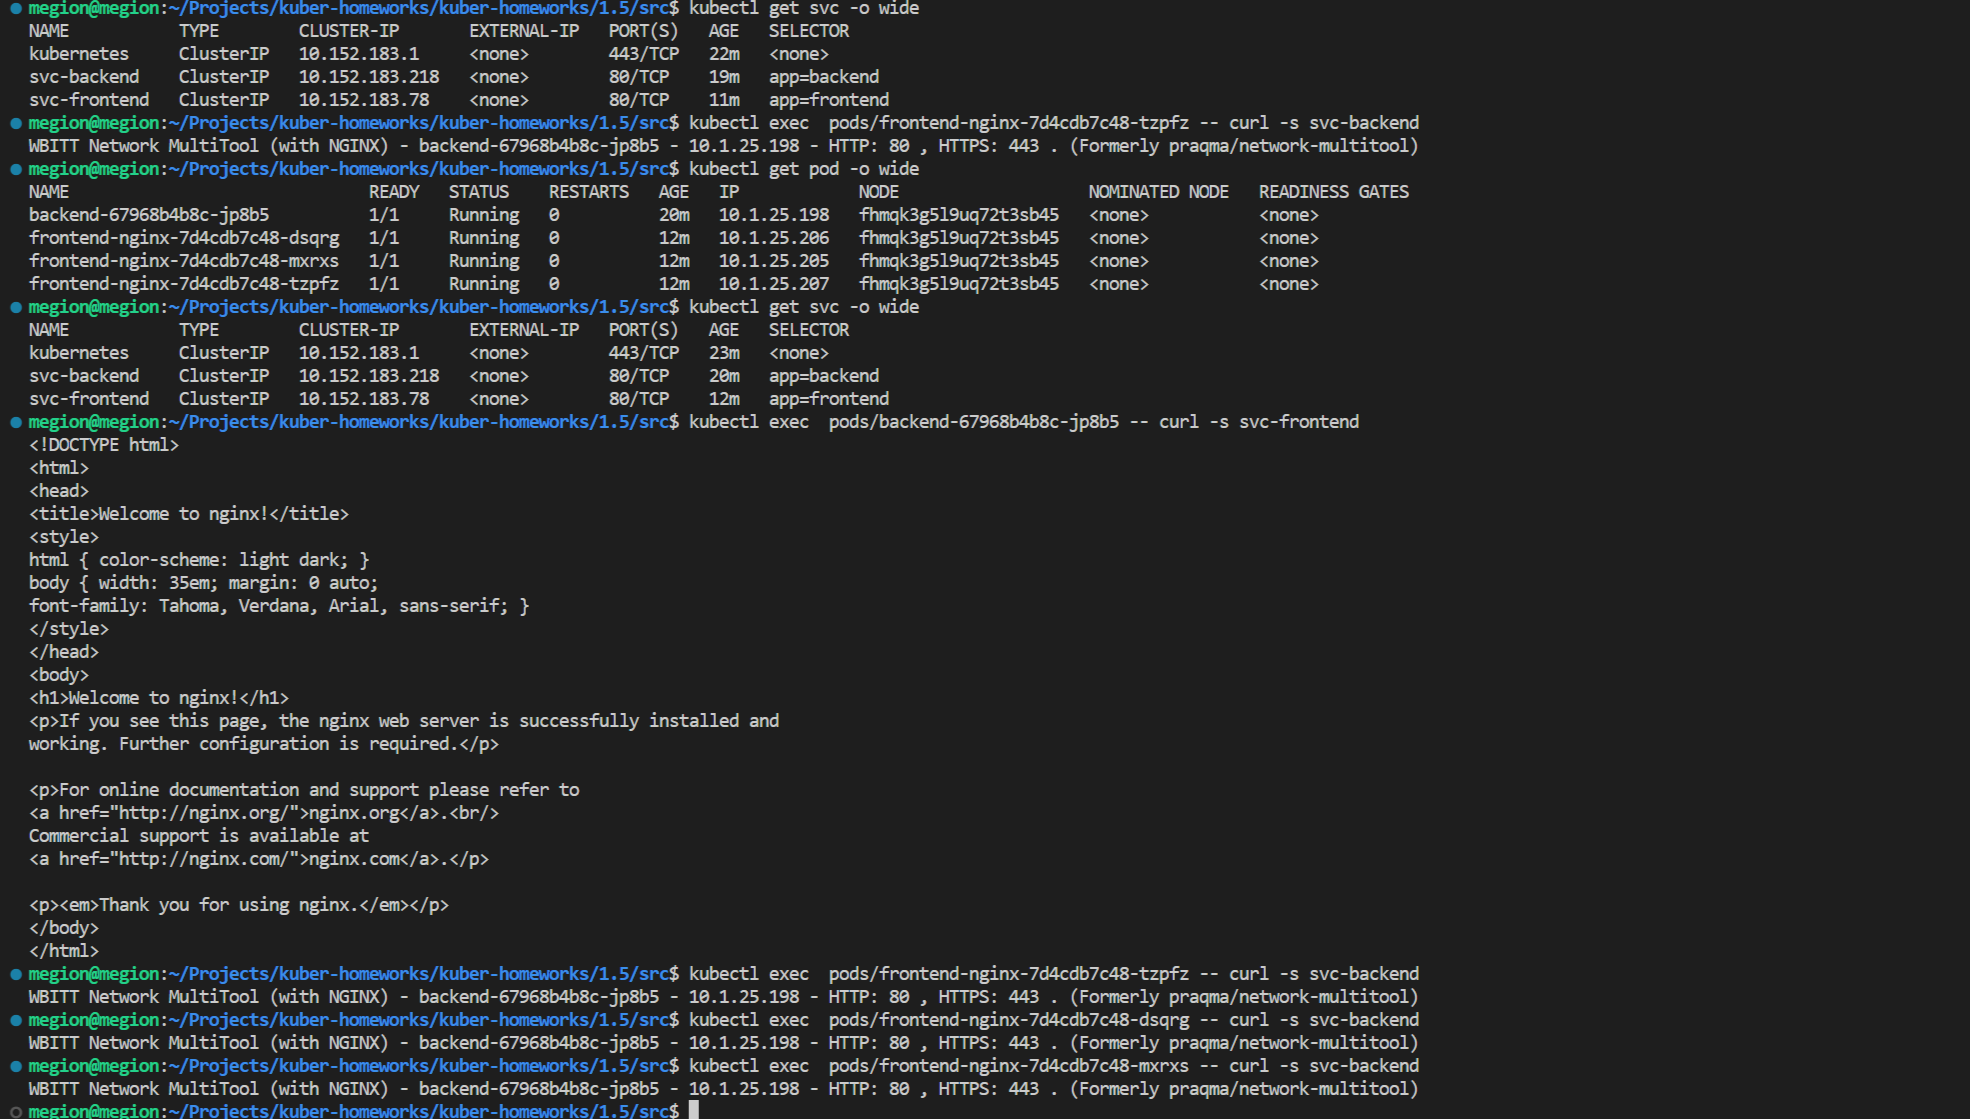 megion@megion:~/Projects/kuber-homeworks/kuber-homeworks/1.5/src$ kubectl get svc -o wide
NAME TYPE CLUSTER-IP EXTERNAL-IP PORT(S) AGE SELECTOR
kubernetes ClusterIP 10.152.183.1 <none> 443/TCP 22m <none>
svc-backend ClusterIP 10.152.183.218 <none> 80/TCP 19m app=backend
svc-frontend ClusterIP 10.152.183.78 <none> 80/TCP 11m app=frontend
megion@megion:~/Projects/kuber-homeworks/kuber-homeworks/1.5/src$ kubectl exec  pods/frontend-nginx-7d4cdb7c48-tzpfz -- curl -s svc-backend
WBITT Network MultiTool (with NGINX) - backend-67968b4b8c-jp8b5 - 10.1.25.198 - HTTP: 80 , HTTPS: 443 . (Formerly praqma/network-multitool)
megion@megion:~/Projects/kuber-homeworks/kuber-homeworks/1.5/src$ kubectl get pod -o wide
NAME READY STATUS RESTARTS AGE IP NODE NOMINATED NODE READINESS GATES
backend-67968b4b8c-jp8b5 1/1 Running 0 20m 10.1.25.198 fhmqk3g5l9uq72t3sb45 <none> <none>
frontend-nginx-7d4cdb7c48-dsqrg 1/1 Running 0 12m 10.1.25.206 fhmqk3g5l9uq72t3sb45 <none> <none>
frontend-nginx-7d4cdb7c48-mxrxs 1/1 Running 0 12m 10.1.25.205 fhmqk3g5l9uq72t3sb45 <none> <none>
frontend-nginx-7d4cdb7c48-tzpfz 1/1 Running 0 12m 10.1.25.207 fhmqk3g5l9uq72t3sb45 <none> <none>
megion@megion:~/Projects/kuber-homeworks/kuber-homeworks/1.5/src$ kubectl get svc -o wide
NAME TYPE CLUSTER-IP EXTERNAL-IP PORT(S) AGE SELECTOR
kubernetes ClusterIP 10.152.183.1 <none> 443/TCP 23m <none>
svc-backend ClusterIP 10.152.183.218 <none> 80/TCP 20m app=backend
svc-frontend ClusterIP 10.152.183.78 <none> 80/TCP 12m app=frontend
megion@megion:~/Projects/kuber-homeworks/kuber-homeworks/1.5/src$ kubectl exec  pods/backend-67968b4b8c-jp8b5 -- curl -s svc-frontend
<!DOCTYPE html>
<html>
<head>
<title>Welcome to nginx!</title>
<style>
html { color-scheme: light dark; }
body { width: 35em; margin: 0 auto;
font-family: Tahoma, Verdana, Arial, sans-serif; }
</style>
</head>
<body>
<h1>Welcome to nginx!</h1>
<p>If you see this page, the nginx web server is successfully installed and
working. Further configuration is required.</p>
<p>For online documentation and support please refer to
<a href="http://nginx.org/">nginx.org</a>.<br/>
Commercial support is available at
<a href="http://nginx.com/">nginx.com</a>.</p>
<p><em>Thank you for using nginx.</em></p>
</body>
</html>
megion@megion:~/Projects/kuber-homeworks/kuber-homeworks/1.5/src$ kubectl exec  pods/frontend-nginx-7d4cdb7c48-tzpfz -- curl -s svc-backend
WBITT Network MultiTool (with NGINX) - backend-67968b4b8c-jp8b5 - 10.1.25.198 - HTTP: 80 , HTTPS: 443 . (Formerly praqma/network-multitool)
megion@megion:~/Projects/kuber-homeworks/kuber-homeworks/1.5/src$ kubectl exec  pods/frontend-nginx-7d4cdb7c48-dsqrg -- curl -s svc-backend
WBITT Network MultiTool (with NGINX) - backend-67968b4b8c-jp8b5 - 10.1.25.198 - HTTP: 80 , HTTPS: 443 . (Formerly praqma/network-multitool)
megion@megion:~/Projects/kuber-homeworks/kuber-homeworks/1.5/src$ kubectl exec  pods/frontend-nginx-7d4cdb7c48-mxrxs -- curl -s svc-backend
WBITT Network MultiTool (with NGINX) - backend-67968b4b8c-jp8b5 - 10.1.25.198 - HTTP: 80 , HTTPS: 443 . (Formerly praqma/network-multitool)
megion@megion:~/Projects/kuber-homeworks/kuber-homeworks/1.5/src$